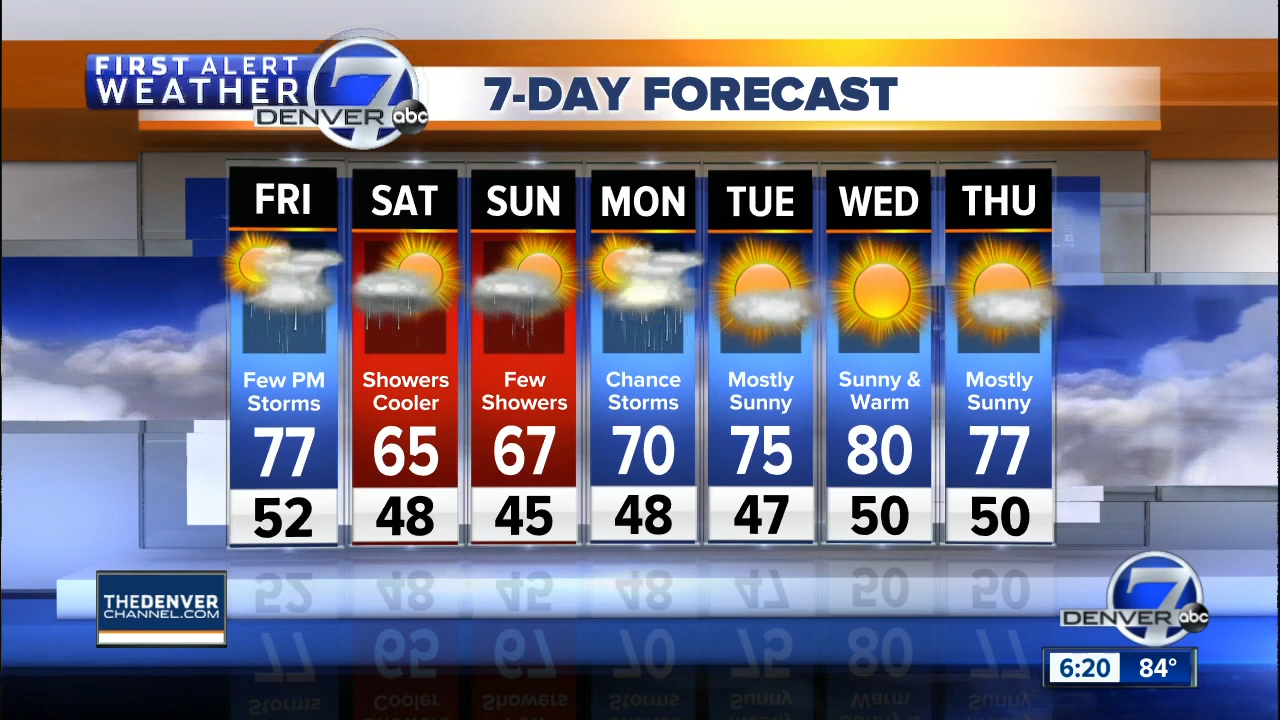 FIRST ALERT
WEATHER
7
DENVER abc
7-DAY FORECAST
FRI SAT SUN MON TUE WED THU
Few PM Showers Few Chance Mostly Sunny & Mostly
Storms Cooler Showers Storms Sunny Warm Sunny
77 65 67 70 75 80 77
52 48 45 48 47 50 50
THEDENVER
CHANNEL.COM
7
DENVER abc
6:20 84°